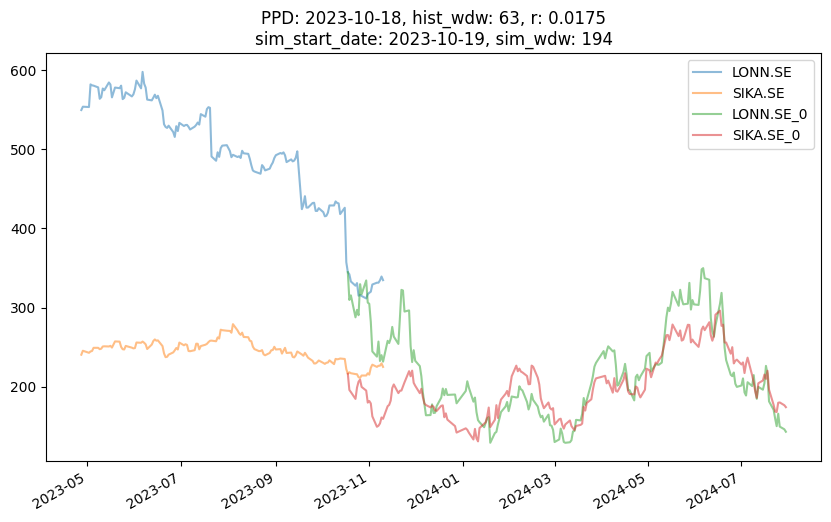 PPD: 2023-10-18, hist_wdw: 63, r: 0.0175
sim_start_date: 2023-10-19, sim_wdw: 194
600
500
400
300
200
LONN.SE
SIKA.SE
LONN.SE_0
SIKA.SE_0
2023-05
2023-07
2023-09
2023-11
2024-01
2024-03
2024-05
2024-07